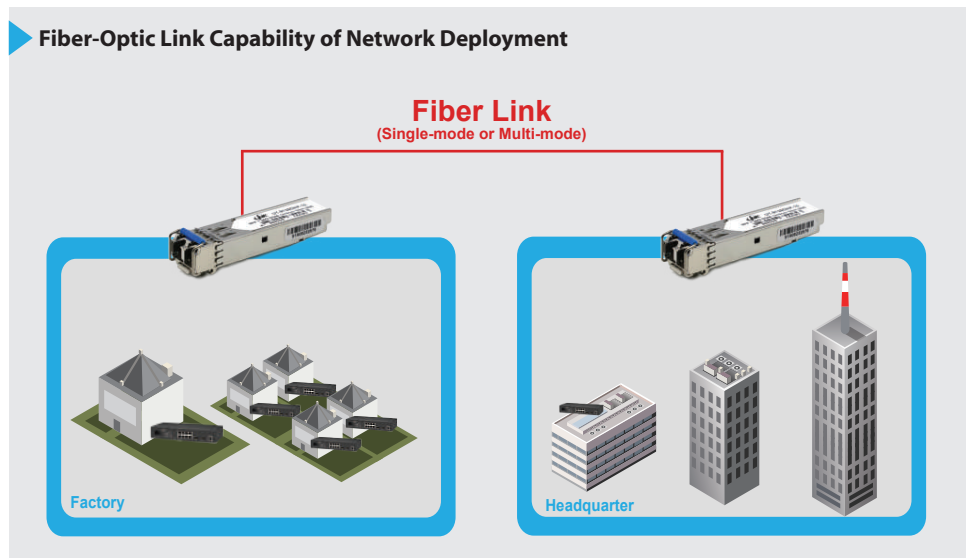 Fiber-Optic Link Capability of Network Deployment
Fiber Link
(Single-mode or Multi-mode)
Factory
Headquarter